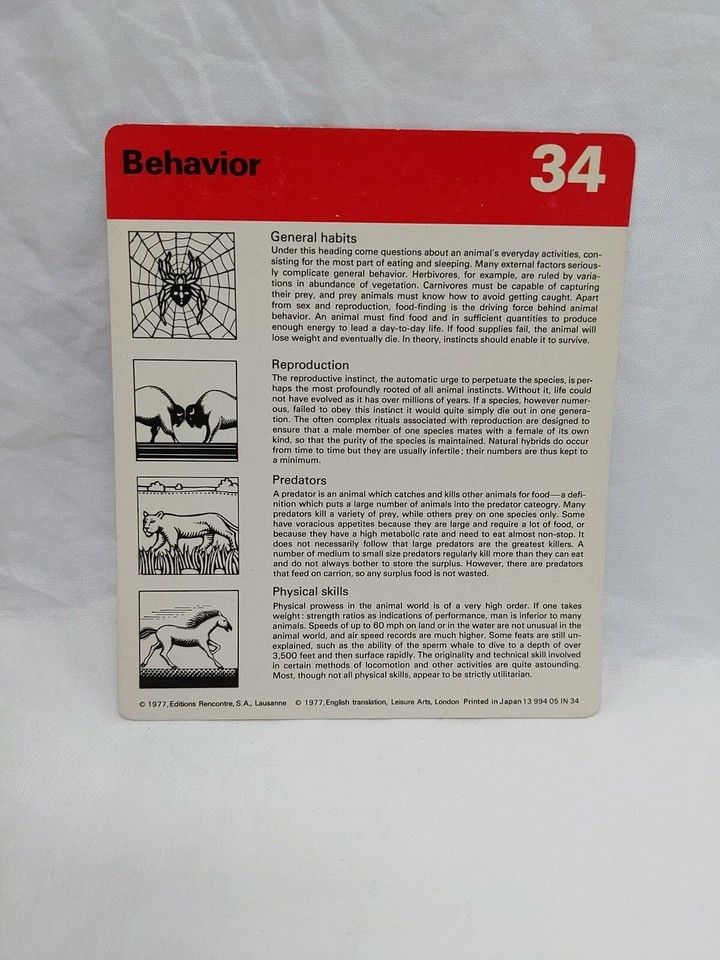 Behavior
34
General habits
Under this heading come questions about an animal's everyday activities, con-
sisting for the most part of eating and sleeping. Many external factors serious-
ly complicate general behavior. Herbivores, for example, are ruled by varia-
tions in abundance of vegetation. Carnivores must be capable of capturing
their prey, and prey animals must know how to avoid getting caught. Apart
from sex and reproduction, food-finding is the driving force behind animal
behavior. An animal must find food and in sufficient quantities to produce
enough energy to lead a day-to-day life. If food supplies fail, the animal will
lose weight and eventually die. In theory, instincts should enable it to survive.
Reproduction
The reproductive instinct, the automatic urge to perpetuate the species, is per-
haps the most profoundly rooted of all animal instincts. Without it, life could
not have evolved as it has over millions of years. If a species, however numer-
ous, failed to obey this instinct it would quite simply die out in one genera-
tion. The often complex rituals associated with reproduction are designed to
ensure that a male member of one species mates with a female of its own
kind, so that the purity of the species is maintained. Natural hybrids do occur
from time to time but they are usually infertile; their numbers are thus kept to
a minimum.
Predators
A predator is an animal which catches and kills other animals for food—a defi-
nition which puts a large number of animals into the predator cateogry. Many
predators kill a variety of prey, while others prey on one species only. Some
have voracious appetites because they are large and require a lot of food, or
because they have a high metabolic rate and need to eat almost non-stop. It
does not necessarily follow that large predators are the greatest killers. A
number of medium to small size predators regularly kill more than they can eat
and do not always bother to store the surplus. However, there are predators
that feed on carrion, so any surplus food is not wasted.
Physical skills
Physical prowess in the animal world is of a very high order. If one takes
weight: strength ratios as indications of performance, man is inferior to many
animals. Speeds of up to 60 mph on land or in the water are not unusual in the
animal world, and air speed records are much higher. Some feats are still un-
explained, such as the ability of the sperm whale to dive to a depth of over
3,500 feet and then surface rapidly. The originality and technical skill involved
in certain methods of locomotion and other activities are quite astounding.
Most, though not all physical skills, appear to be strictly utilitarian.
© 1977, Editions Rencontre, S.A., Lausanne © 1977, English translation, Leisure Arts, London Printed in Japan 13 994 05 IN 34